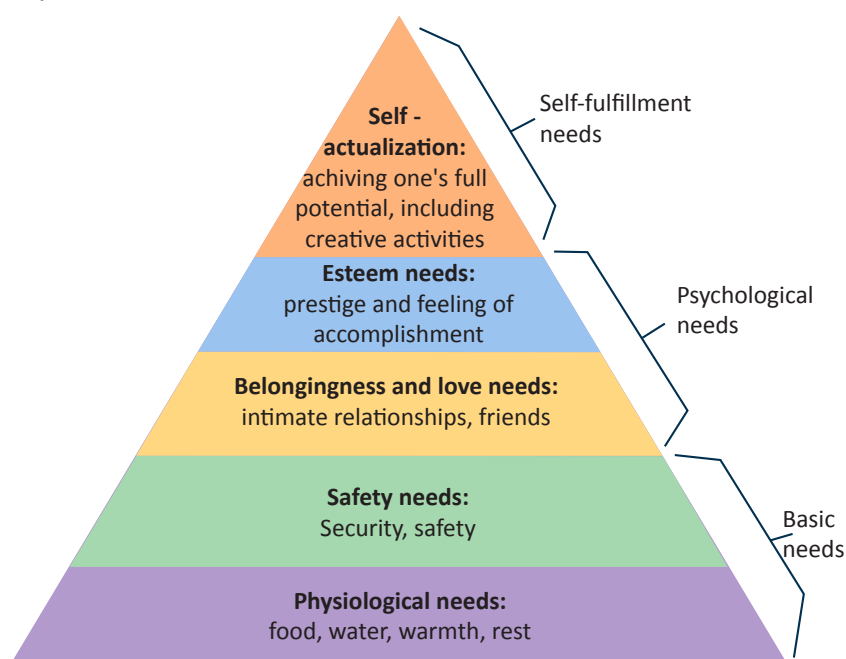 Self -
actualization:
achiving one's full
potential, including
creative activities
Self-fulfillment
needs
Esteem needs:
prestige and feeling of
accomplishment
Psychological
needs
Belongingness and love needs:
intimate relationships, friends
Safety needs:
Security, safety
Basic
needs
Physiological needs:
food, water, warmth, rest